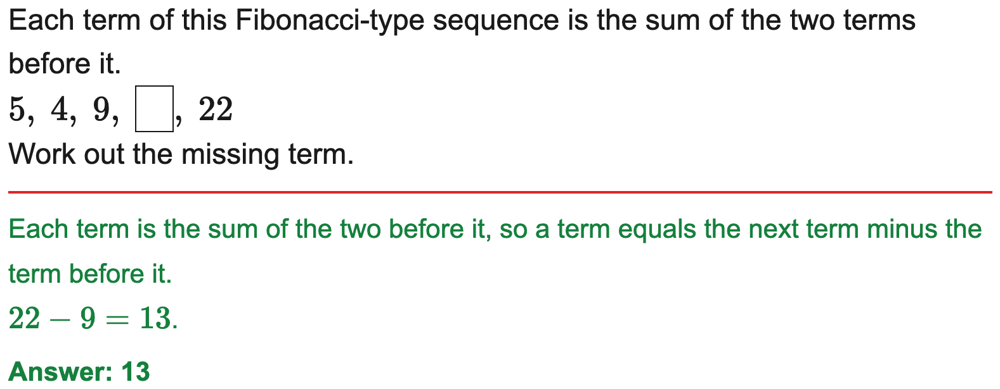 Each term of this Fibonacci-type sequence is the sum of the two terms
before it.
5, 4, 9, □, 22
Work out the missing term.
Each term is the sum of the two before it, so a term equals the next term minus the
term before it.
22 − 9 = 13.
Answer: 13